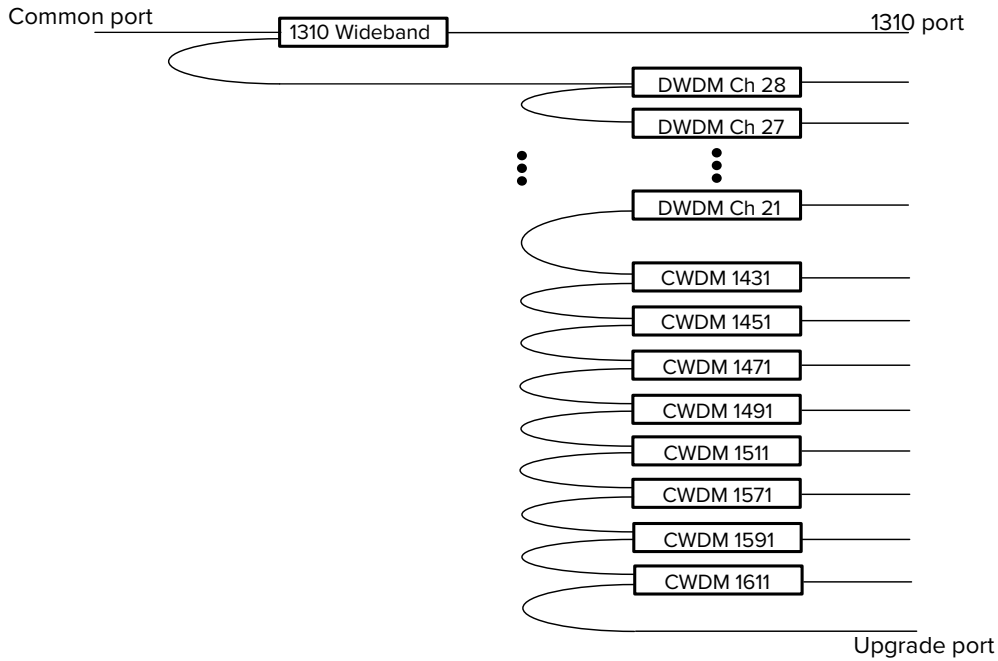 Common port
1310 Wideband
1310 port
DWDM Ch 28
DWDM Ch 27
DWDM Ch 21
CWDM 1431
CWDM 1451
CWDM 1471
CWDM 1491
CWDM 1511
CWDM 1571
CWDM 1591
CWDM 1611
Upgrade port